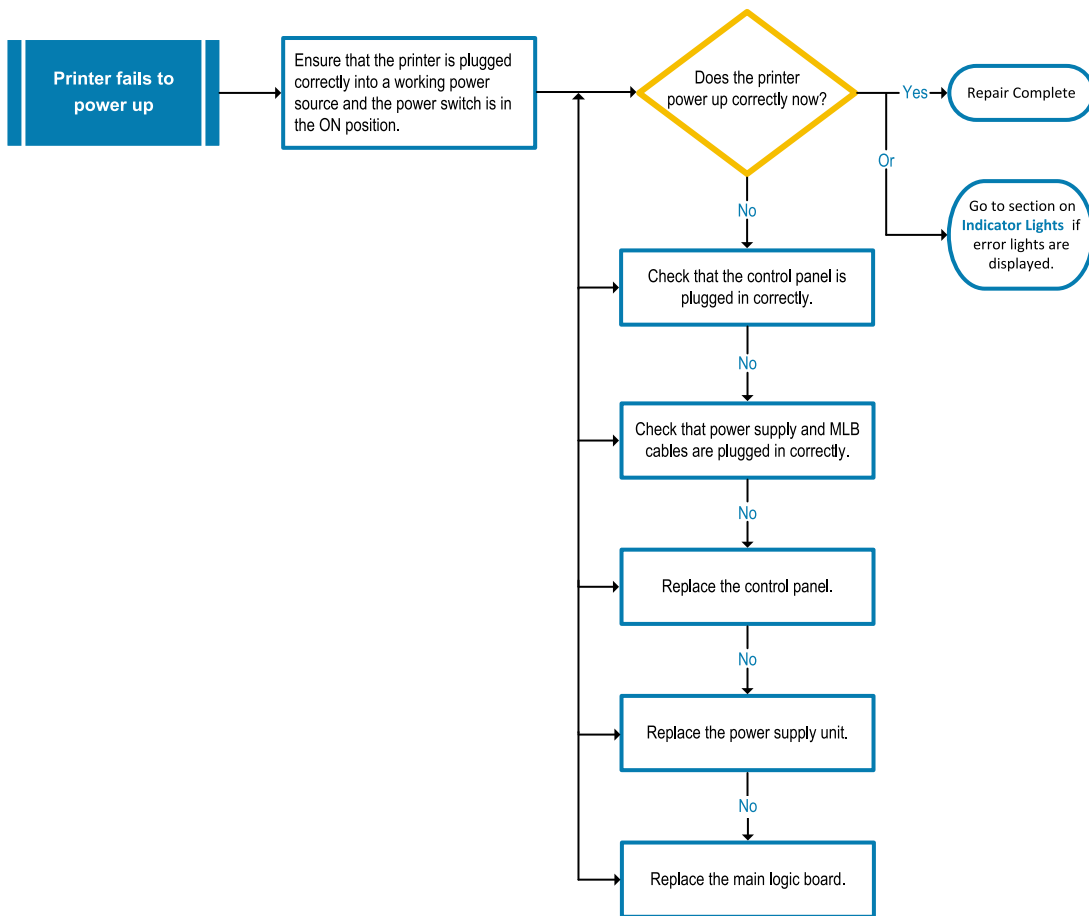 Printer fails to
power up
Ensure that the printer is plugged
correctly into a working power
source and the power switch is in
the ON position.
Does the printer
power up correctly now?
Yes
Repair Complete
Or
Go to section on
Indicator Lights if
error lights are
displayed.
No
Check that the control panel is
plugged in correctly.
No
Check that power supply and MLB
cables are plugged in correctly.
No
Replace the control panel.
No
Replace the power supply unit.
No
Replace the main logic board.